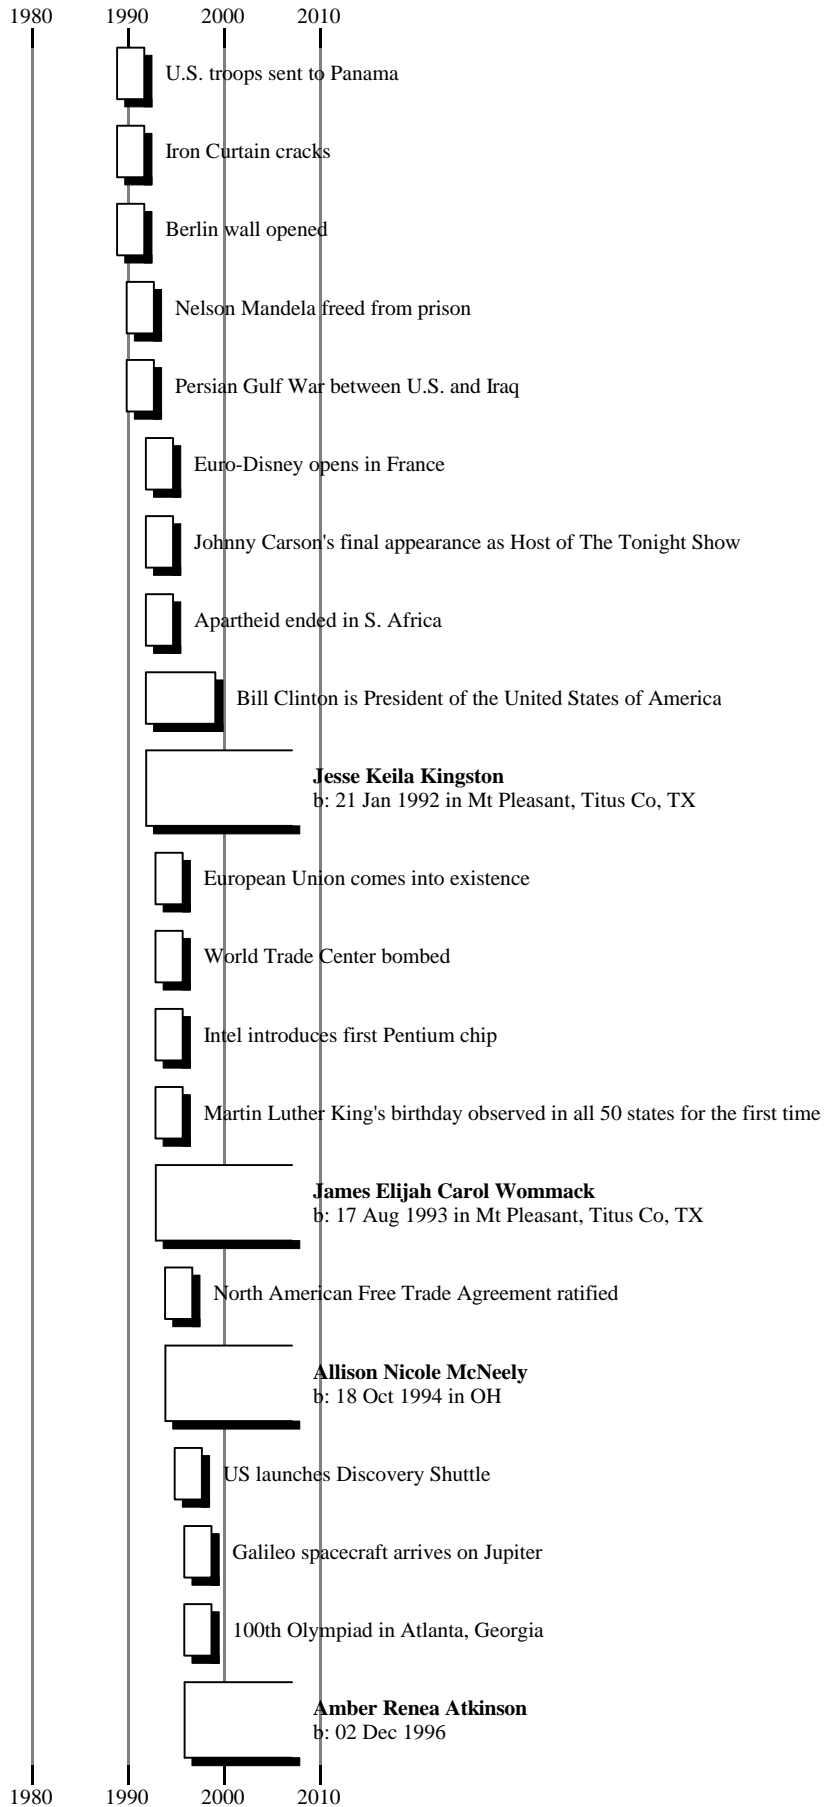 1980 1990 2000 2010
U.S. troops sent to Panama
Iron Curtain cracks
Berlin wall opened
Nelson Mandela freed from prison
Persian Gulf War between U.S. and Iraq
Euro-Disney opens in France
Johnny Carson's final appearance as Host of The Tonight Show
Apartheid ended in S. Africa
Bill Clinton is President of the United States of America
Jesse Keila Kingston
b: 21 Jan 1992 in Mt Pleasant, Titus Co, TX
European Union comes into existence
World Trade Center bombed
Intel introduces first Pentium chip
Martin Luther King's birthday observed in all 50 states for the first time
James Elijah Carol Wommack
b: 17 Aug 1993 in Mt Pleasant, Titus Co, TX
North American Free Trade Agreement ratified
Allison Nicole McNeely
b: 18 Oct 1994 in OH
US launches Discovery Shuttle
Galileo spacecraft arrives on Jupiter
100th Olympiad in Atlanta, Georgia
Amber Renea Atkinson
b: 02 Dec 1996
1980 1990 2000 2010